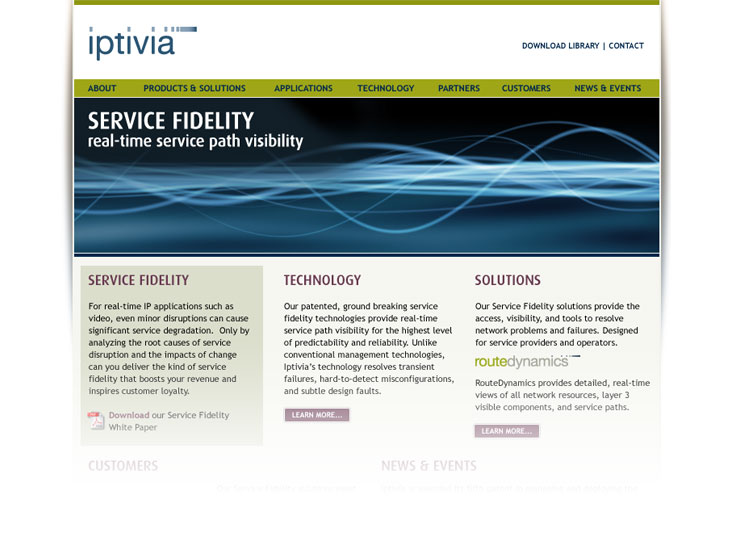 iptivia
DOWNLOAD LIBRARY | CONTACT
ABOUT PRODUCTS & SOLUTIONS APPLICATIONS TECHNOLOGY PARTNERS CUSTOMERS NEWS & EVENTS
SERVICE FIDELITY
real-time service path visibility
SERVICE FIDELITY
For real-time IP applications such as
video, even minor disruptions can cause
significant service degradation. Only by
analyzing the root causes of service
disruption and the impacts of change
can you deliver the kind of service
fidelity that boosts your revenue and
inspires customer loyalty.
Download our Service Fidelity
White Paper
TECHNOLOGY
Our patented, ground breaking service
fidelity technologies provide real-time
service path visibility for the highest level
of predictability and reliability. Unlike
conventional management technologies,
Iptivia's technology resolves transient
failures, hard-to-detect misconfigurations,
and subtle design faults.
LEARN MORE...
SOLUTIONS
Our Service Fidelity solutions provide the
access, visibility, and tools to resolve
network problems and failures. Designed
for service providers and operators.
routedynamics
RouteDynamics provides detailed, real-time
views of all network resources, layer 3
visible components, and service paths.
LEARN MORE...
CUSTOMERS
NEWS & EVENTS